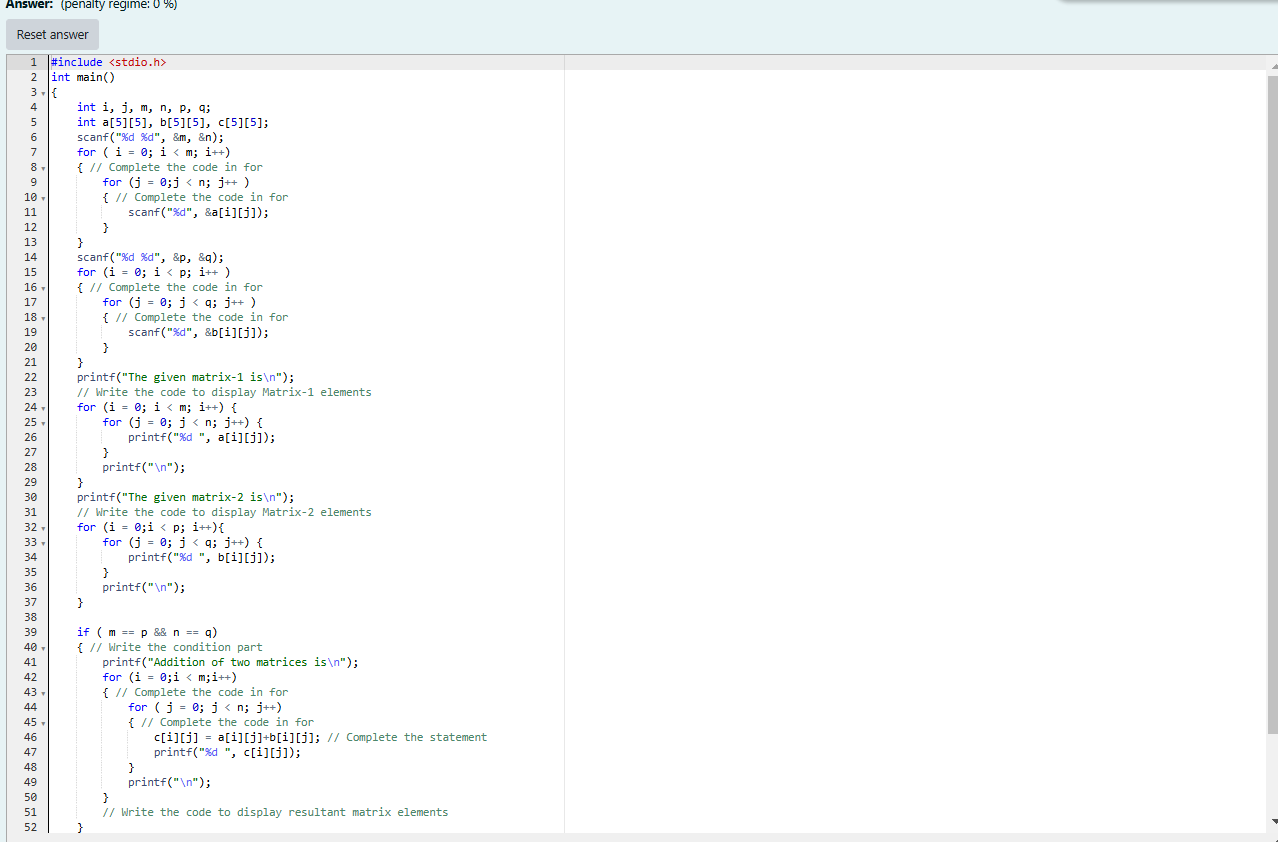 Answer: (penalty regime: 0 %)
Reset answer
1 #include <stdio.h>
2 int main()
3 {
4     int i, j, m, n, p, q;
5     int a[5][5], b[5][5], c[5][5];
6     scanf("%d %d", &m, &n);
7     for ( i = 0; i < m; i++)
8     { // Complete the code in for
9         for (j = 0;j < n; j++ )
10         { // Complete the code in for
11             scanf("%d", &a[i][j]);
12         }
13     }
14     scanf("%d %d", &p, &q);
15     for (i = 0; i < p; i++ )
16     { // Complete the code in for
17         for (j = 0; j < q; j++ )
18         { // Complete the code in for
19             scanf("%d", &b[i][j]);
20         }
21     }
22     printf("The given matrix-1 is\n");
23     // Write the code to display Matrix-1 elements
24     for (i = 0; i < m; i++) {
25         for (j = 0; j < n; j++) {
26             printf("%d ", a[i][j]);
27         }
28         printf("\n");
29     }
30     printf("The given matrix-2 is\n");
31     // Write the code to display Matrix-2 elements
32     for (i = 0;i < p; i++){
33         for (j = 0; j < q; j++) {
34             printf("%d ", b[i][j]);
35         }
36         printf("\n");
37     }
38
39     if ( m == p && n == q)
40     { // Write the condition part
41         printf("Addition of two matrices is\n");
42         for (i = 0;i < m;i++)
43         { // Complete the code in for
44             for ( j = 0; j < n; j++)
45             { // Complete the code in for
46                 c[i][j] = a[i][j]+b[i][j]; // Complete the statement
47                 printf("%d ", c[i][j]);
48             }
49             printf("\n");
50         }
51         // Write the code to display resultant matrix elements
52     }